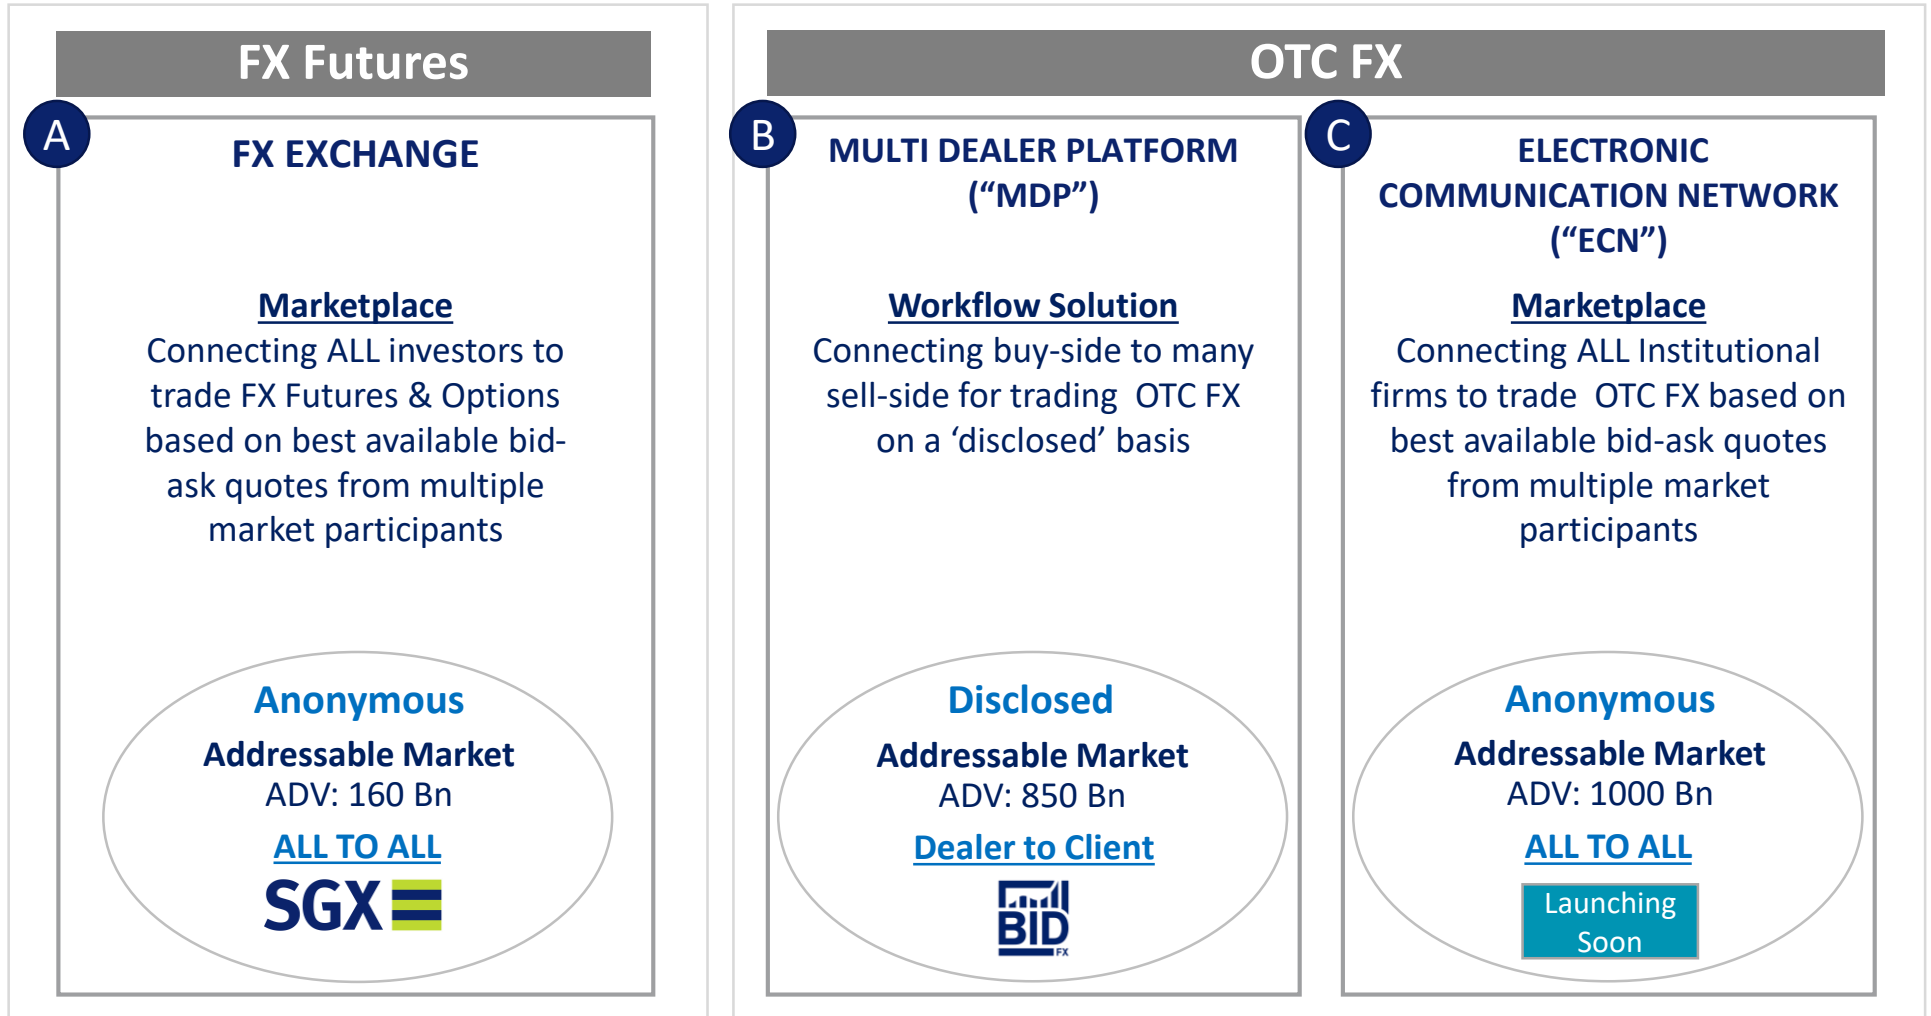 FX Futures
A
FX EXCHANGE
Marketplace
Connecting ALL investors to
trade FX Futures & Options
based on best available bid-
ask quotes from multiple
market participants
Anonymous
Addressable Market
ADV: 160 Bn
ALL TO ALL
SGX
OTC FX
B
MULTI DEALER PLATFORM
(“MDP”)
Workflow Solution
Connecting buy-side to many
sell-side for trading OTC FX
on a ‘disclosed’ basis
Disclosed
Addressable Market
ADV: 850 Bn
Dealer to Client
BID
FX
C
ELECTRONIC
COMMUNICATION NETWORK
(“ECN”)
Marketplace
Connecting ALL Institutional
firms to trade OTC FX based on
best available bid-ask quotes
from multiple market
participants
Anonymous
Addressable Market
ADV: 1000 Bn
ALL TO ALL
Launching
Soon